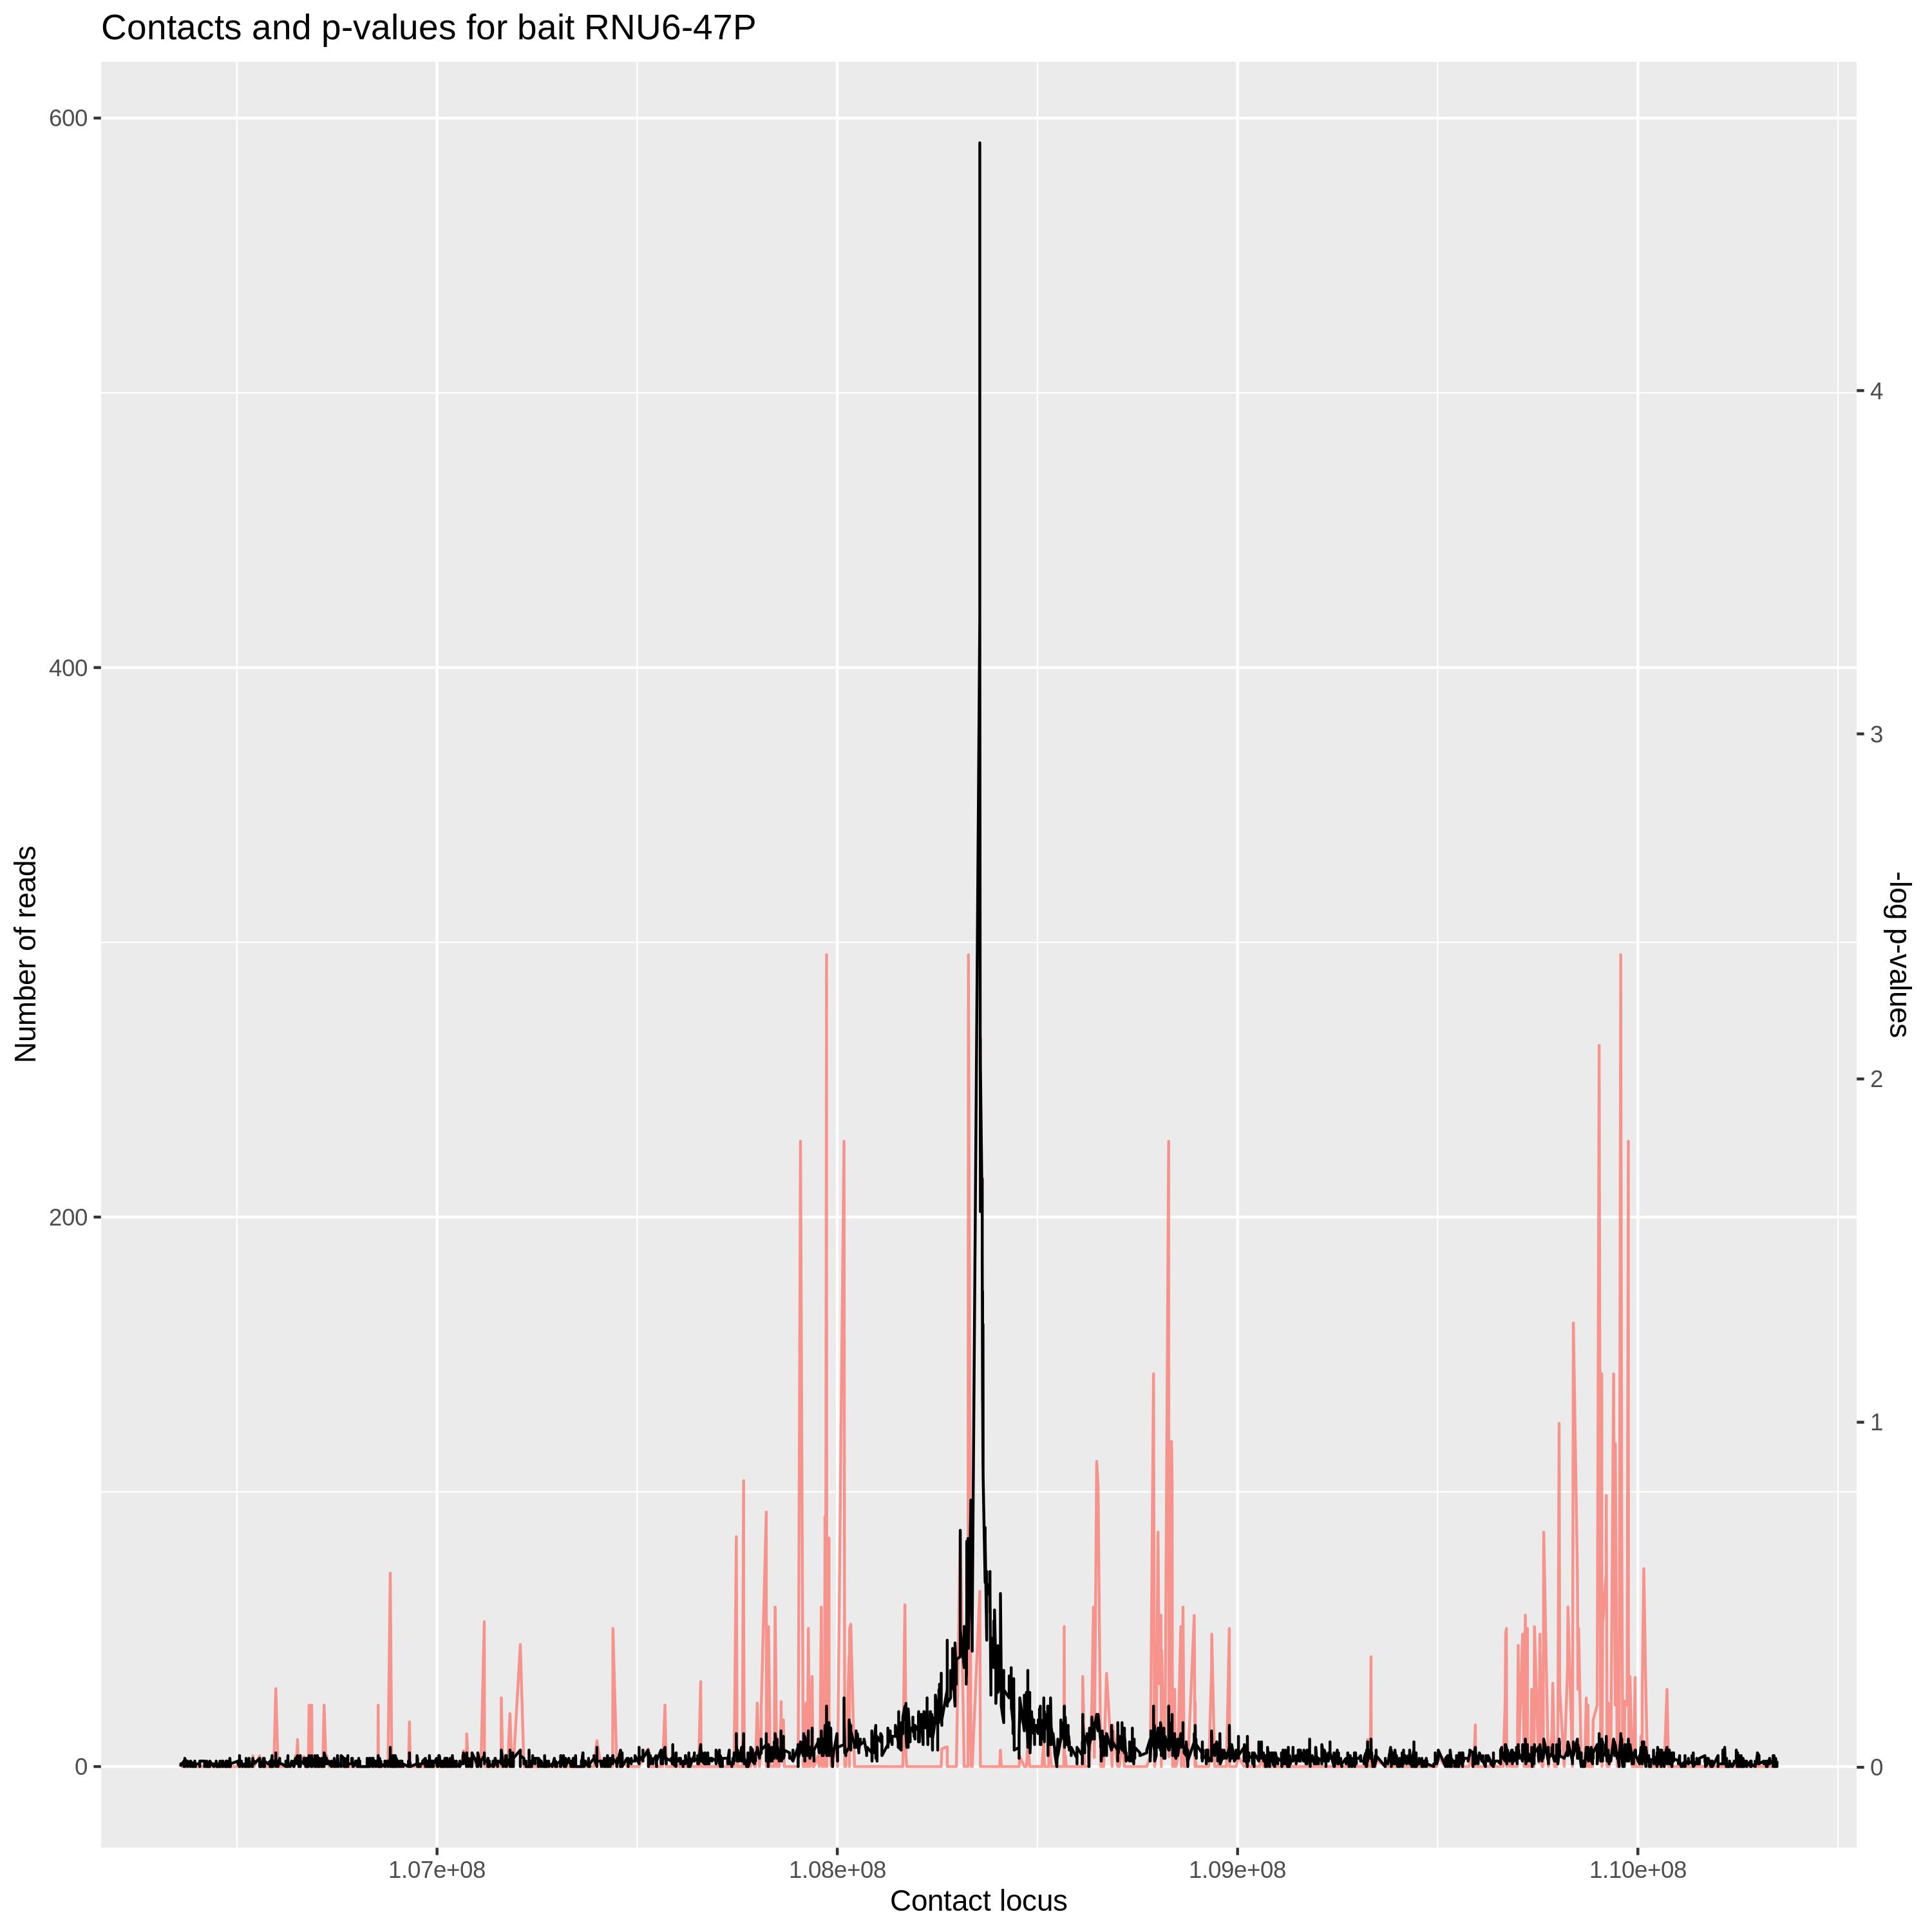 Contacts and p-values for bait RNU6-47P
600
400
200
0
Number of reads
4
3
2
1
0
-log p-values
1.07e+08
1.08e+08
1.09e+08
1.10e+08
Contact locus